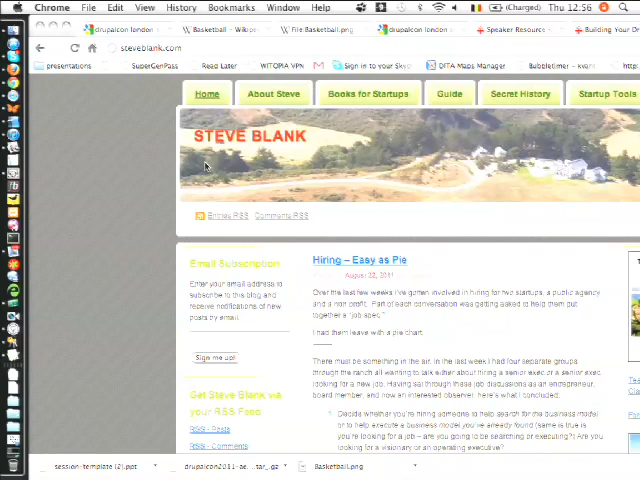 Chrome File Edit View History Bookmarks Window Help (Charged) Thu 12:56
drupalcon london Basketball - Wikip File:Basketball.png drupalcon london s Speaker Resource Building Your Dr
steveblank.com
presentations SuperGenPass Read Later WITOPIA VPN Sign in to your Sky DITA Maps Manager Bubbletimer -- http:
Home About Steve Books for Startups Guide Secret History Startup Tools
STEVE BLANK
Entries RSS Comments RSS
Email Subscription
Enter your email address to
subscribe to this blog and
receive notifications of new
posts by email.
Sign me up!
Get Steve Blank via
your RSS Feed
RSS - Posts
RSS - Comments
Hiring – Easy as Pie
August 22, 2011
Over the last few weeks I've gotten involved in hiring for two startups, a public agency
and a non profit. Part of each conversation was getting asked to help them put
together a "job spec."
I had them leave with a pie chart.
There must be something in the air. In the last week I had four separate groups
through the ranch all wanting to talk either about hiring a senior exec or senior exec.
looking for a new job. Having sat through these job discussions as an entrepreneur,
board member, and now an interested observer, here's what I concluded:
1. Decide whether you're hiring someone to help search for the business model
or to help execute a business model you've already found (same is true is
you're looking for a job – are you going to be searching or executing?) Are you
looking for a visionary or an operating executive?
session-template (2).ppt drupalcon2011-ae....tar_.gz Basketball.png